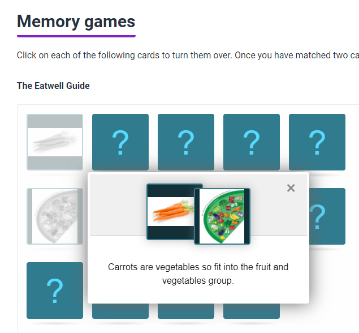 Memory games
Click on each of the following cards to turn them over. Once you have matched two ca
The Eatwell Guide
? ? ? ?
×
?
Carrots are vegetables so fit into the fruit and
vegetables group.
?